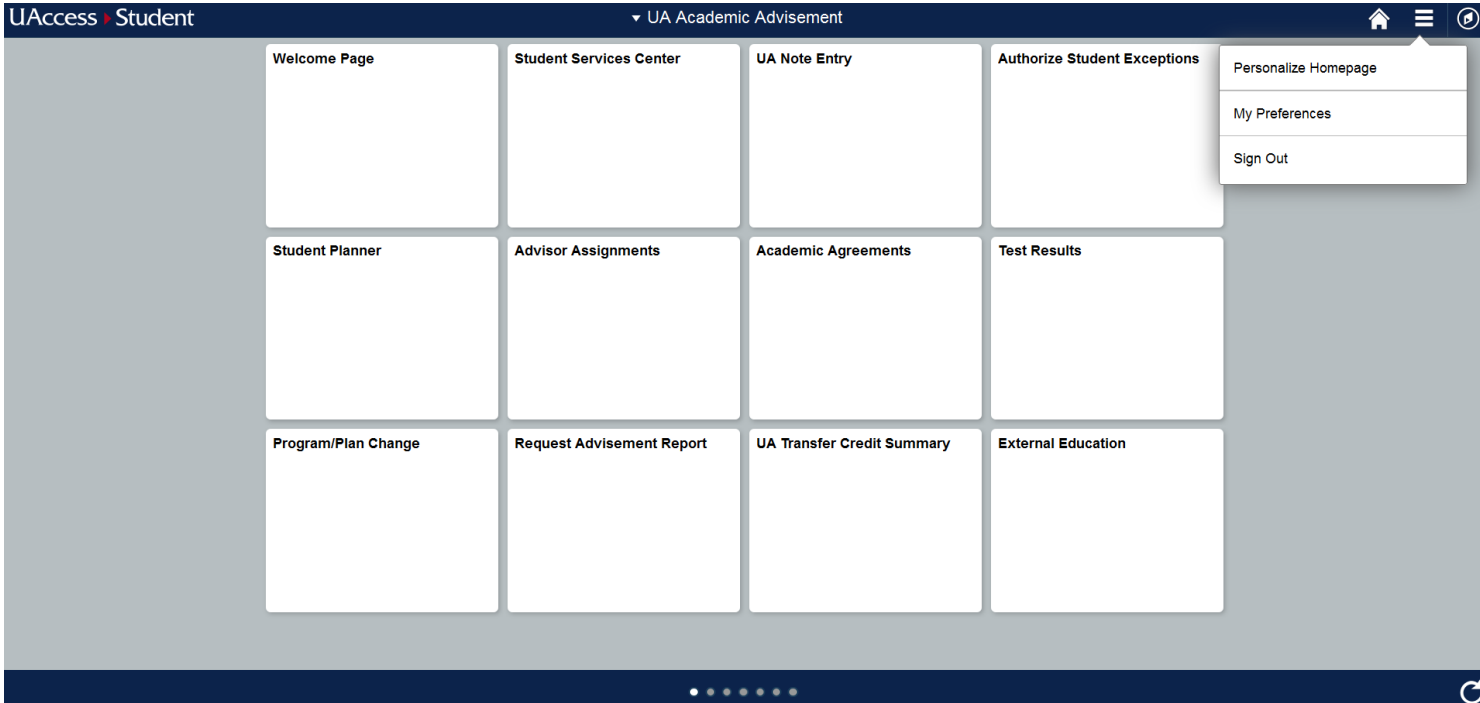 UAccess Student
UA Academic Advisement
Welcome Page
Student Services Center
UA Note Entry
Authorize Student Exceptions
Personalize Homepage
My Preferences
Sign Out
Student Planner
Advisor Assignments
Academic Agreements
Test Results
Program/Plan Change
Request Advisement Report
UA Transfer Credit Summary
External Education